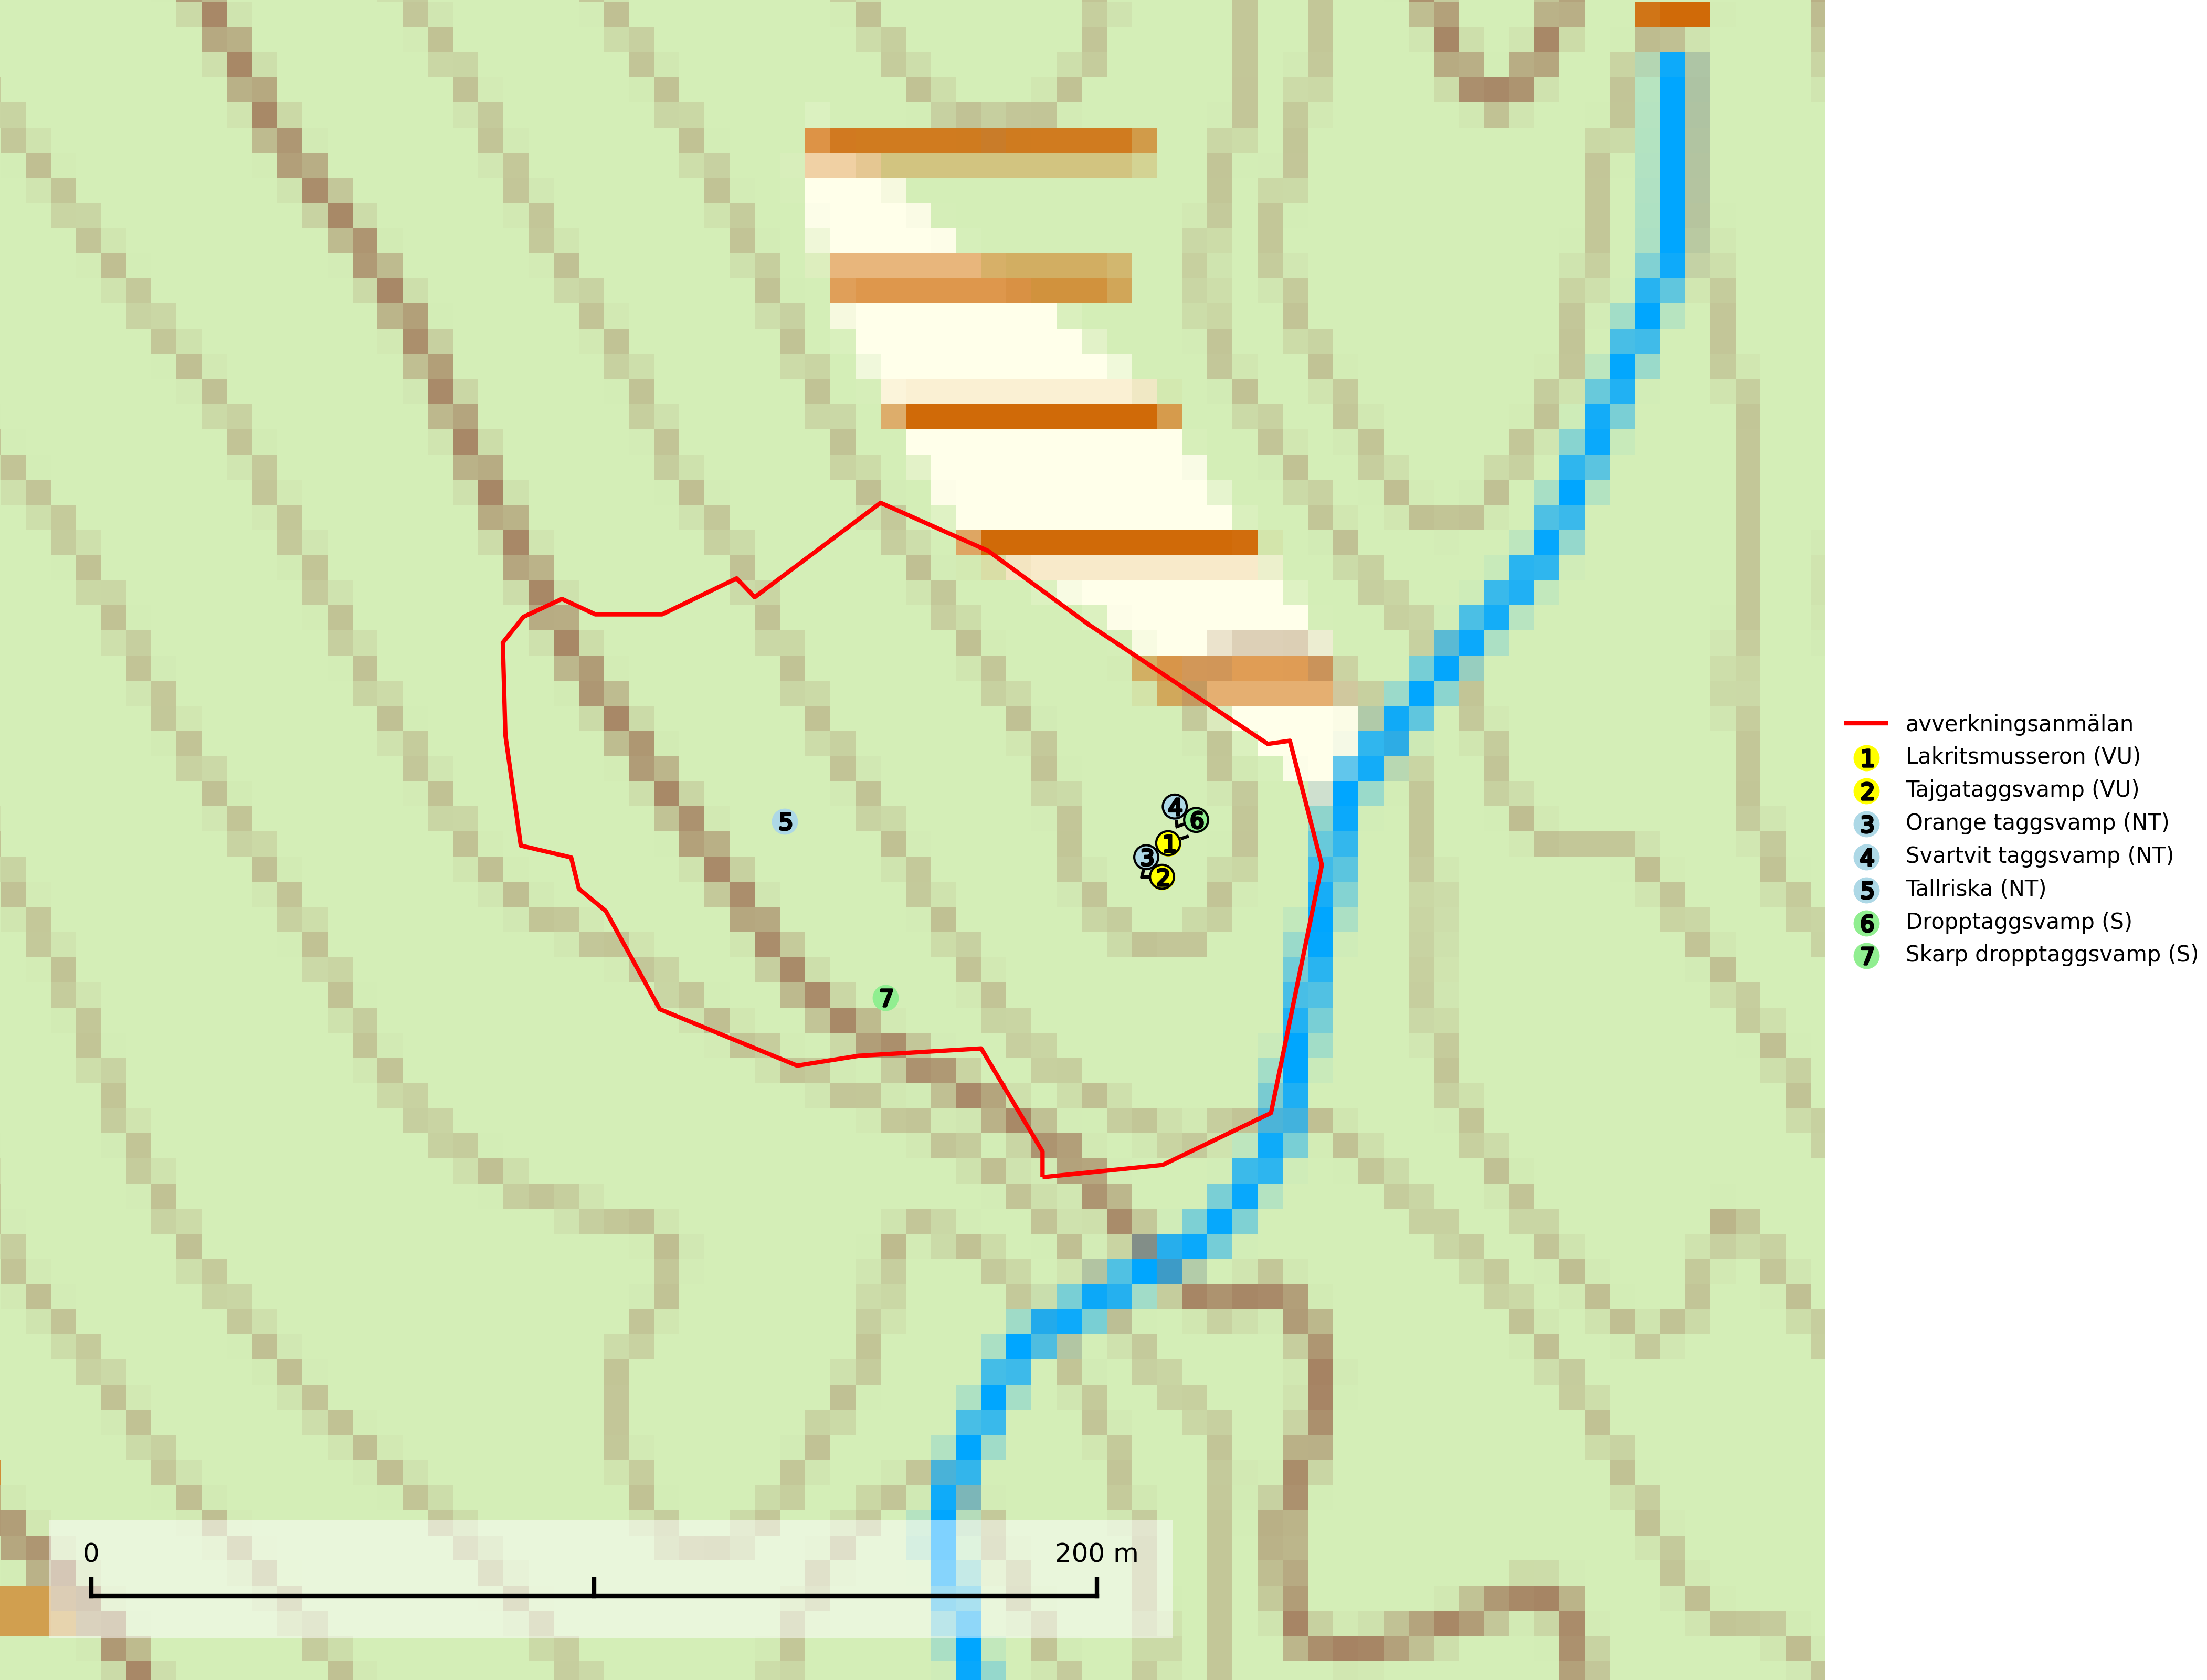 avverkningsanmälan
1 Lakritsmusseron (VU)
2 Tajgataggsvamp (VU)
3 Orange taggsvamp (NT)
4 Svartvit taggsvamp (NT)
5 Tallriska (NT)
6 Dropptaggsvamp (S)
7 Skarp dropptaggsvamp (S)
4
6
5
1
3
2
7
0
200 m